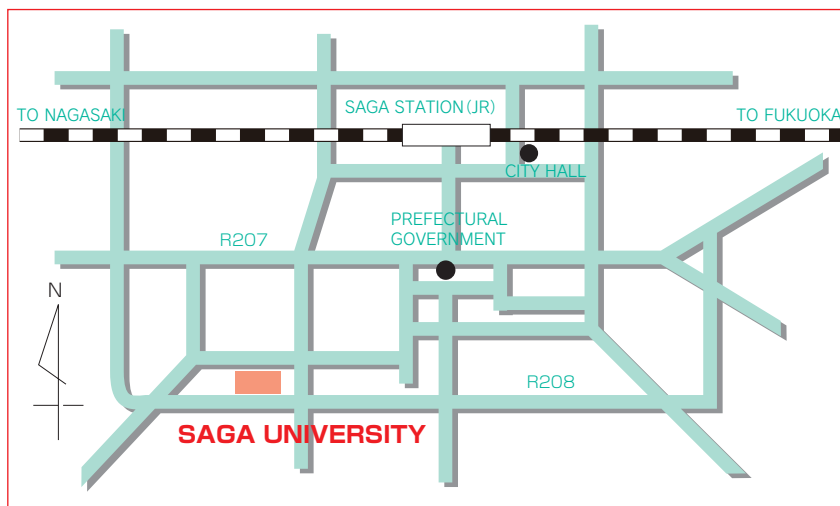 SAGA STATION(JR)
TO NAGASAKI
TO FUKUOKA
CITY HALL
PREFECTURAL
GOVERNMENT
R207
N
R208
SAGA UNIVERSITY